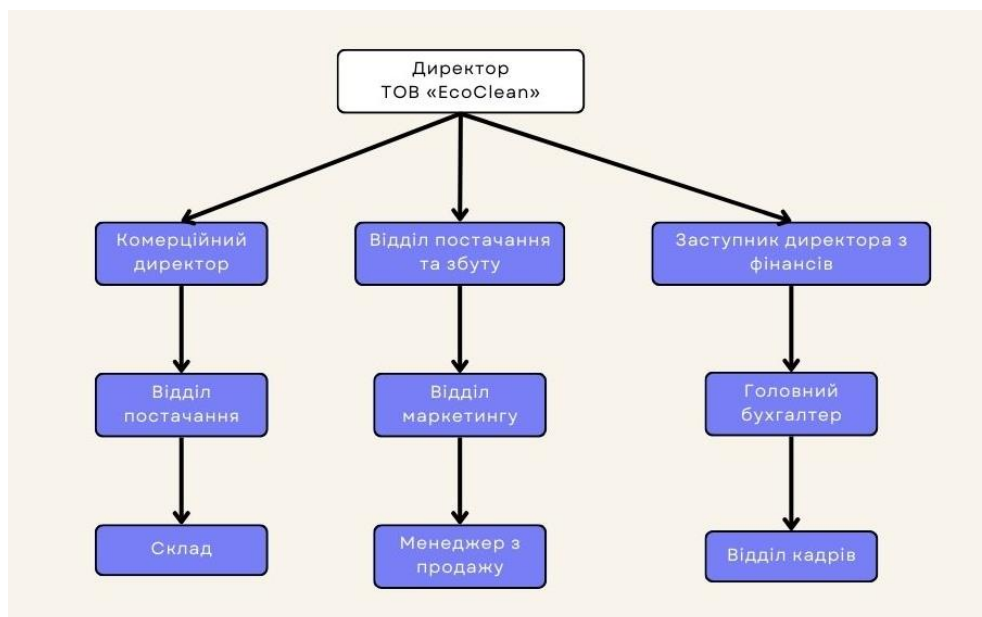 Директор
ТОВ «EcoClean»
Комерційний
директор
Відділ постачання
та збуту
Заступник директора з
фінансів
Відділ
постачання
Відділ
маркетингу
Головний
бухгалтер
Склад
Менеджер з
продажу
Відділ кадрів